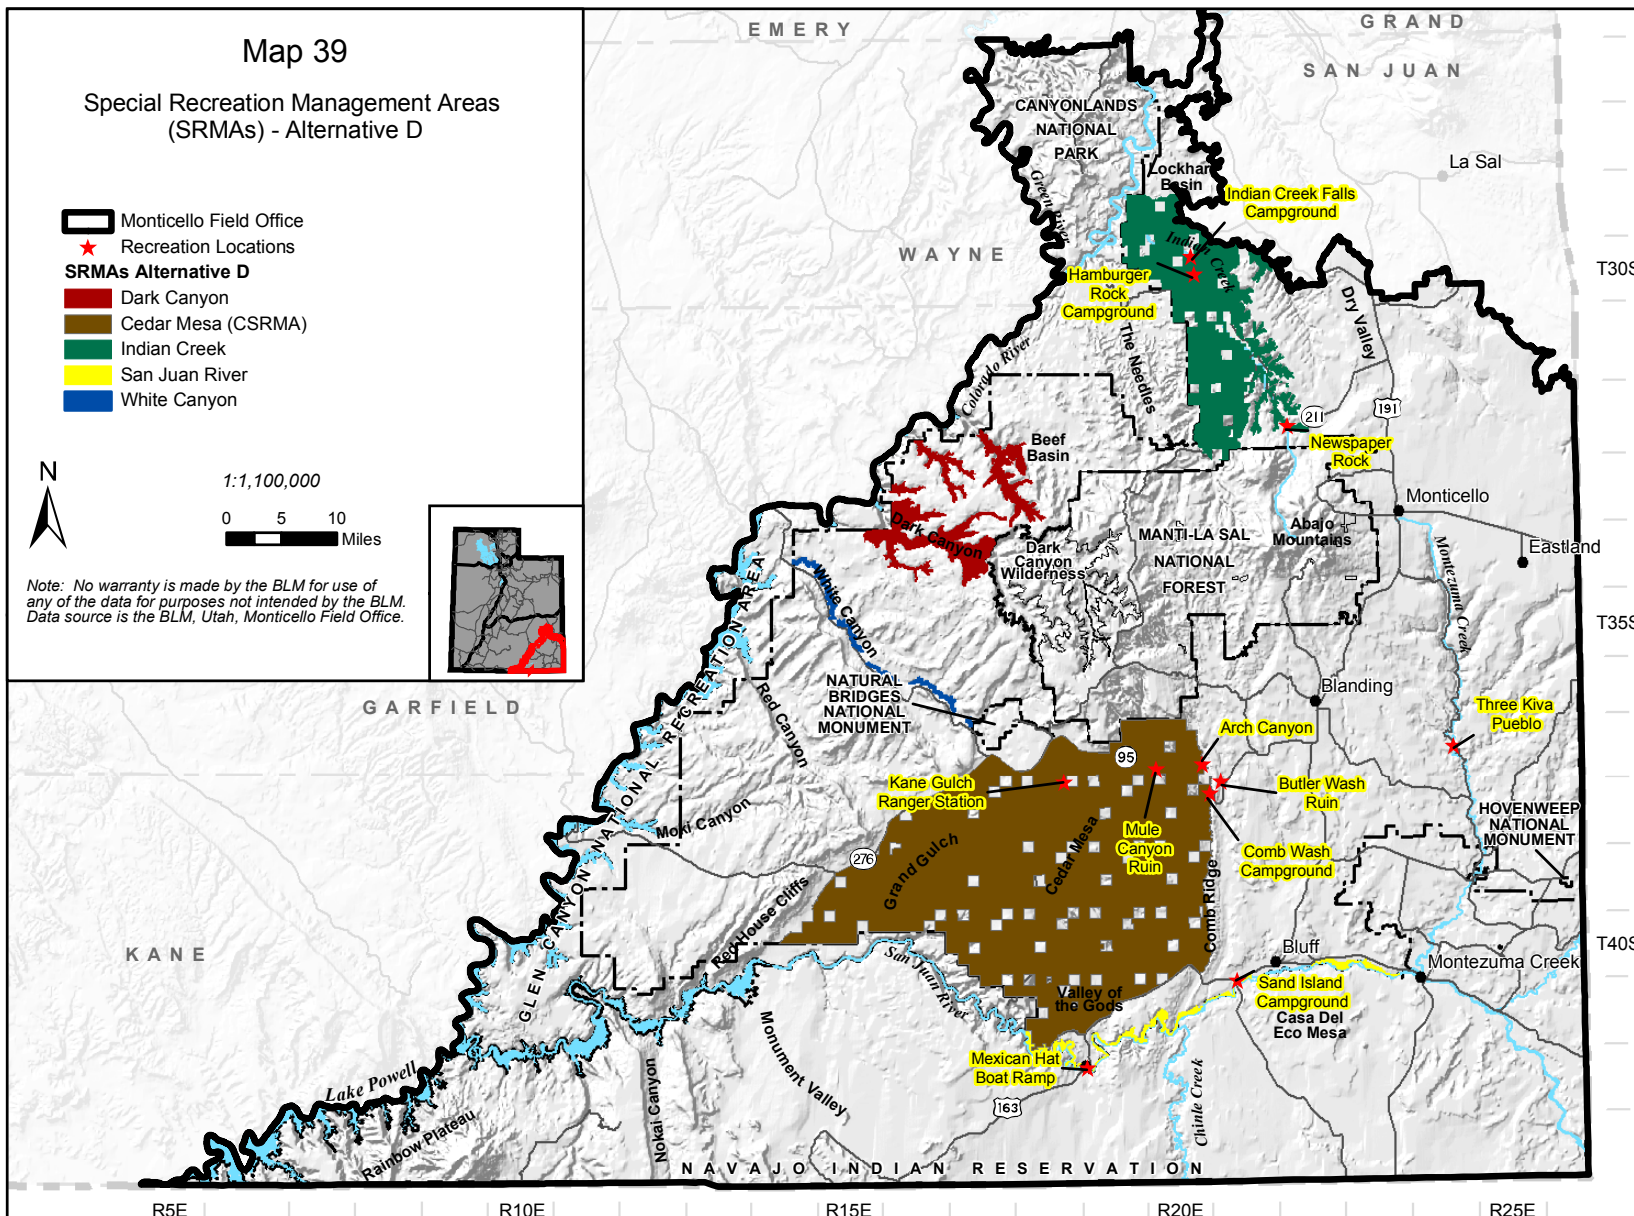 Map 39
Special Recreation Management Areas
(SRMAs) - Alternative D
Monticello Field Office
Recreation Locations
SRMAs Alternative D
Dark Canyon
Cedar Mesa (CSRMA)
Indian Creek
San Juan River
White Canyon
N
1:1,100,000
0 5 10
Miles
Note: No warranty is made by the BLM for use of
any of the data for purposes not intended by the BLM.
Data source is the BLM, Utah, Monticello Field Office.
EMERY
GRAND
SAN JUAN
WAYNE
GARFIELD
KANE
CANYONLANDS
NATIONAL
PARK
Green River
Lockhar
Basin
La Sal
Indian Creek Falls
Campground
Indian Creek
Hamburger
Rock
Campground
The Needles
Dry Valley
T30S
Colorado River
191
211
Newspaper
Rock
Beef
Basin
Monticello
Dark Canyon
Dark
Canyon
Wilderness
MANTI-LA SAL
NATIONAL
FOREST
Abajo
Mountains
Eastland
Montezuma Creek
T35S
White Canyon
NATURAL
BRIDGES
NATIONAL
MONUMENT
Red Canyon
Blanding
Three Kiva
Pueblo
Arch Canyon
95
Kane Gulch
Ranger Station
Butler Wash
Ruin
Mule
Canyon
Ruin
Comb Wash
Campground
HOVENWEEP
NATIONAL
MONUMENT
Moki Canyon
276
Grand Gulch
Cedar Mesa
Comb Ridge
Red House Cliffs
GLEN CANYON NATIONAL RECREATION AREA
T40S
San Juan River
Bluff
Montezuma Creek
Valley of
the Gods
Sand Island
Campground
Casa Del
Eco Mesa
Mexican Hat
Boat Ramp
163
Monument Valley
Chinle Creek
Nokai Canyon
Lake Powell
Rainbow Plateau
NAVAJO INDIAN RESERVATION
R5E R10E R15E R20E R25E